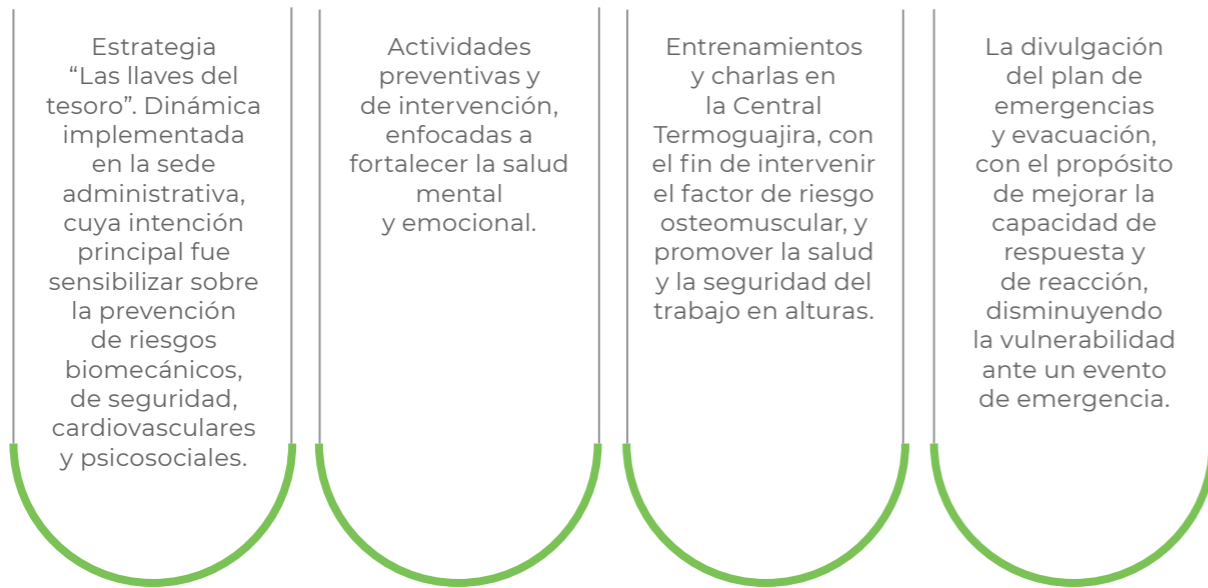 Estrategia
“Las llaves del
tesoro”. Dinámica
implementada
en la sede
administrativa,
cuya intención
principal fue
sensibilizar sobre
la prevención
de riesgos
biomecánicos,
de seguridad,
cardiovasculares
y psicosociales.
Actividades
preventivas y
de intervención,
enfocadas a
fortalecer la salud
mental
y emocional.
Entrenamientos
y charlas en
la Central
Termoguajira, con
el fin de intervenir
el factor de riesgo
osteomuscular, y
promover la salud
y la seguridad del
trabajo en alturas.
La divulgación
del plan de
emergencias
y evacuación,
con el propósito
de mejorar la
capacidad de
respuesta y
de reacción,
disminuyendo
la vulnerabilidad
ante un evento
de emergencia.